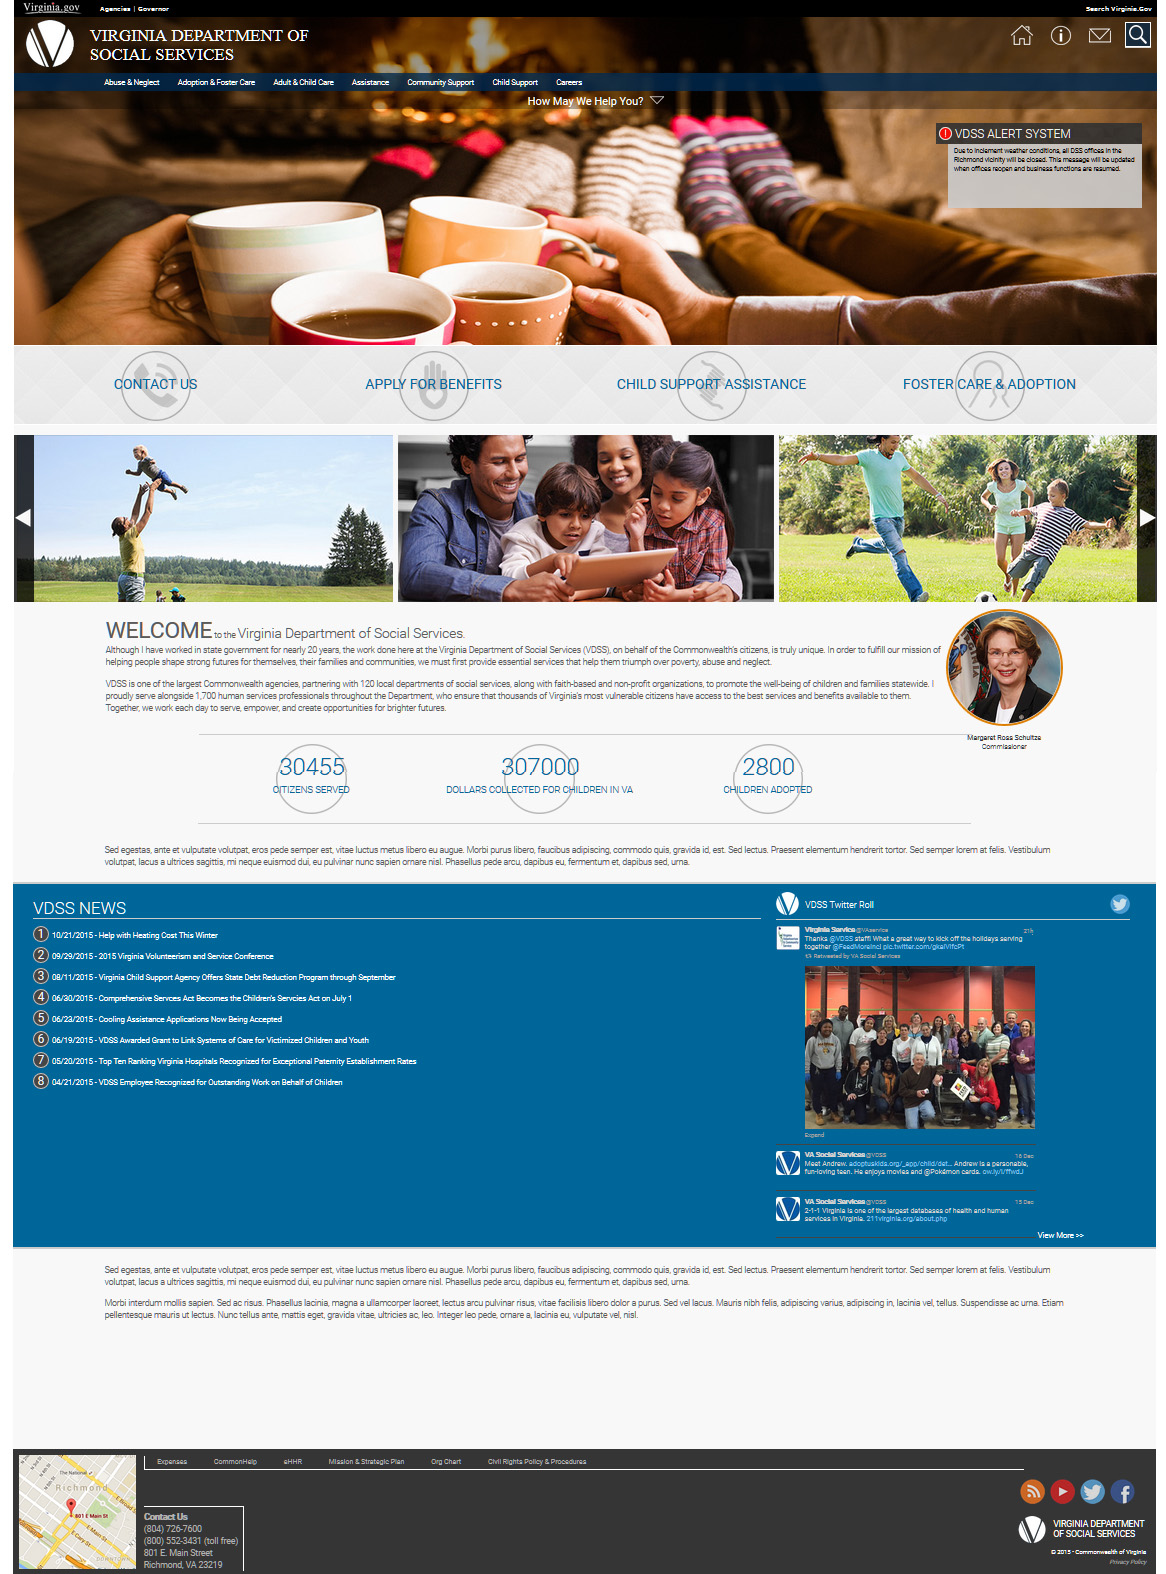 Virginia.gov Agencies | Governor Search Virginia.Gov
VIRGINIA DEPARTMENT OF
SOCIAL SERVICES
Abuse & Neglect Adoption & Foster Care Adult & Child Care Assistance Community Support Child Support Careers
How May We Help You?
VDSS ALERT SYSTEM
Due to inclement weather conditions, all DSS offices in the
Richmond vicinity will be closed. This message will be updated
when offices reopen and business functions are resumed.
CONTACT US APPLY FOR BENEFITS CHILD SUPPORT ASSISTANCE FOSTER CARE & ADOPTION
WELCOME to the Virginia Department of Social Services.
Although I have worked in state government for nearly 20 years, the work done here at the Virginia Department of Social Services (VDSS), on behalf of the Commonwealth's citizens, is truly unique. In order to fulfill our mission of
helping people shape strong futures for themselves, their families and communities, we must first provide essential services that help them triumph over poverty, abuse and neglect.
VDSS is one of the largest Commonwealth agencies, partnering with 120 local departments of social services, along with faith-based and non-profit organizations, to promote the well-being of children and families statewide. I
proudly serve alongside 1,700 human services professionals throughout the Department, who ensure that thousands of Virginia's most vulnerable citizens have access to the best services and benefits available to them.
Together, we work each day to serve, empower, and create opportunities for brighter futures.
Margaret Ross Schultze
Commissioner
30455 307000 2800
CITIZENS SERVED DOLLARS COLLECTED FOR CHILDREN IN VA CHILDREN ADOPTED
Sed egestas, ante et vulputate volutpat, eros pede semper est, vitae luctus metus libero eu augue. Morbi purus libero, faucibus adipiscing, commodo quis, gravida id, est. Sed lectus. Praesent elementum hendrerit tortor. Sed semper lorem at felis. Vestibulum
volutpat, lacus a ultrices sagittis, mi neque euismod dui, eu pulvinar nunc sapien ornare nisl. Phasellus pede arcu, dapibus eu, fermentum et, dapibus sed, urna.
VDSS NEWS
1 10/21/2015 - Help with Heating Cost This Winter
2 09/29/2015 - 2015 Virginia Volunteerism and Service Conference
3 08/11/2015 - Virginia Child Support Agency Offers State Debt Reduction Program through September
4 06/30/2015 - Comprehensive Servces Act Becomes the Children's Servcies Act on July 1
5 06/23/2015 - Cooling Assistance Applications Now Being Accepted
6 06/19/2015 - VDSS Awarded Grant to Link Systems of Care for Victimized Children and Youth
7 05/20/2015 - Top Ten Ranking Virginia Hospitals Recognized for Exceptional Paternity Establishment Rates
8 04/21/2015 - VDSS Employee Recognized for Outstanding Work on Behalf of Children
VDSS Twitter Roll
Virginia Service @VAservice 21h
Thanks @VDSS staff! What a great way to kick off the holidays serving
together @FeedMoreInc! pic.twitter.com/gkaIVIfcPt
Retweeted by VA Social Services
Expand
VA Social Services @VDSS 16 Dec
Meet Andrew. adoptuskids.org/_app/child/det... Andrew is a personable,
fun-loving teen. He enjoys movies and @Pokémon cards. ow.ly/i/ffwdJ
VA Social Services @VDSS 15 Dec
2-1-1 Virginia is one of the largest databases of health and human
services in Virginia. 211virginia.org/about.php
View More >>
Sed egestas, ante et vulputate volutpat, eros pede semper est, vitae luctus metus libero eu augue. Morbi purus libero, faucibus adipiscing, commodo quis, gravida id, est. Sed lectus. Praesent elementum hendrerit tortor. Sed semper lorem at felis. Vestibulum
volutpat, lacus a ultrices sagittis, mi neque euismod dui, eu pulvinar nunc sapien ornare nisl. Phasellus pede arcu, dapibus eu, fermentum et, dapibus sed, urna.
Morbi interdum mollis sapien. Sed ac risus. Phasellus lacinia, magna a ullamcorper laoreet, lectus arcu pulvinar risus, vitae facilisis libero dolor a purus. Sed vel lacus. Mauris nibh felis, adipiscing varius, adipiscing in, lacinia vel, tellus. Suspendisse ac urna. Etiam
pellentesque mauris ut lectus. Nunc tellus ante, mattis eget, gravida vitae, ultricies ac, leo. Integer leo pede, ornare a, lacinia eu, vulputate vel, nisl.
Expenses CommonHelp eHHR Mission & Strategic Plan Org Chart Civil Rights Policy & Procedures
The National
Richmond
801 E Main St
E Main St
E Cary St
DOWNTOWN
Contact Us
(804) 726-7600
(800) 552-3431 (toll free)
801 E. Main Street
Richmond, VA 23219
VIRGINIA DEPARTMENT
OF SOCIAL SERVICES
© 2015 - Commonwealth of Virginia
Privacy Policy